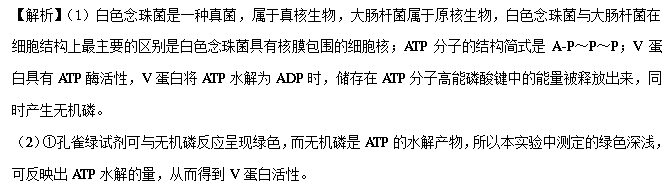 【解析】（1）白色念珠菌是一种真菌，属于真核生物，大肠杆菌属于原核生物，白色念珠菌与大肠杆菌在
细胞结构上最主要的区别是白色念珠菌具有核膜包围的细胞核；ATP 分子的结构简式是 A-P～P～P；V 蛋
白具有 ATP 酶活性，V 蛋白将 ATP 水解为 ADP 时，储存在 ATP 分子高能磷酸键中的能量被释放出来，同
时产生无机磷。
（2）①孔雀绿试剂可与无机磷反应呈现绿色，而无机磷是 ATP 的水解产物，所以本实验中测定的绿色深浅，
可反映出 ATP 水解的量，从而得到 V 蛋白活性。